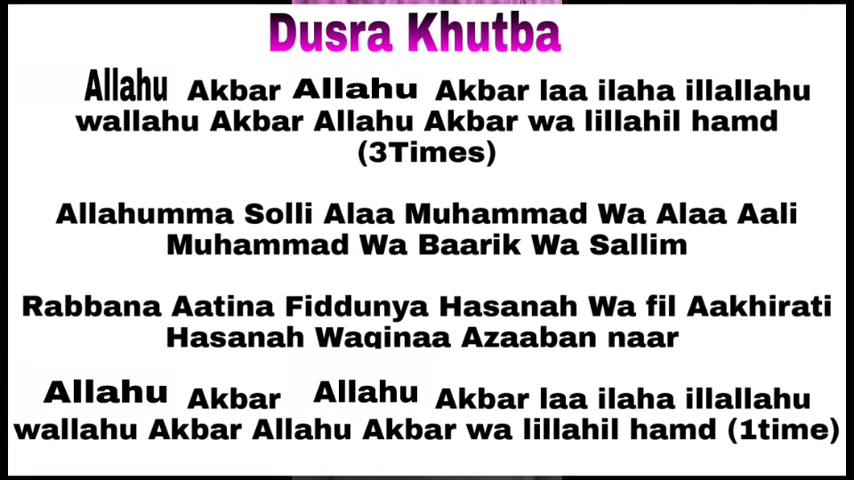 Dusra Khutba
Allahu Akbar Allahu Akbar laa ilaha illallahu
wallahu Akbar Allahu Akbar wa lillahil hamd
(3Times)
Allahumma Solli Alaa Muhammad Wa Alaa Aali
Muhammad Wa Baarik Wa Sallim
Rabbana Aatina Fiddunya Hasanah Wa fil Aakhirati
Hasanah Waqinaa Azaaban naar
Allahu Akbar Allahu Akbar laa ilaha illallahu
wallahu Akbar Allahu Akbar wa lillahil hamd (1time)